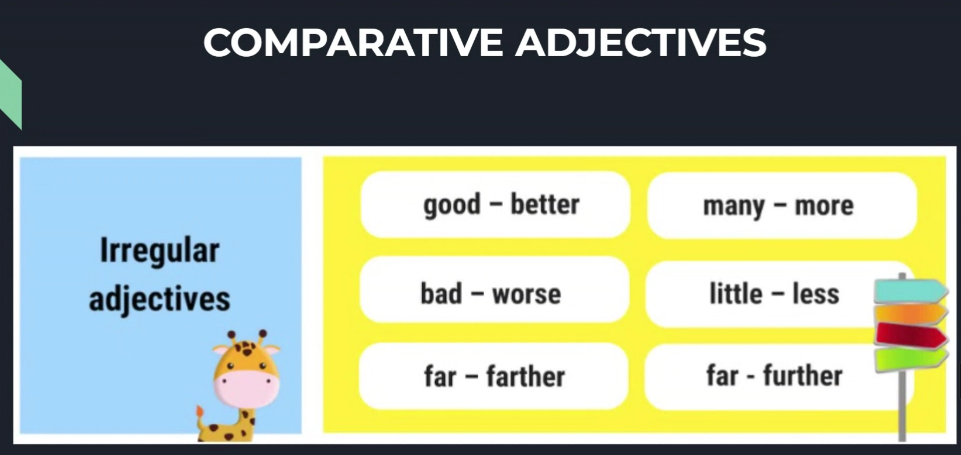 COMPARATIVE ADJECTIVES
Irregular
adjectives
good – better
many – more
bad – worse
little – less
far – farther
far - further